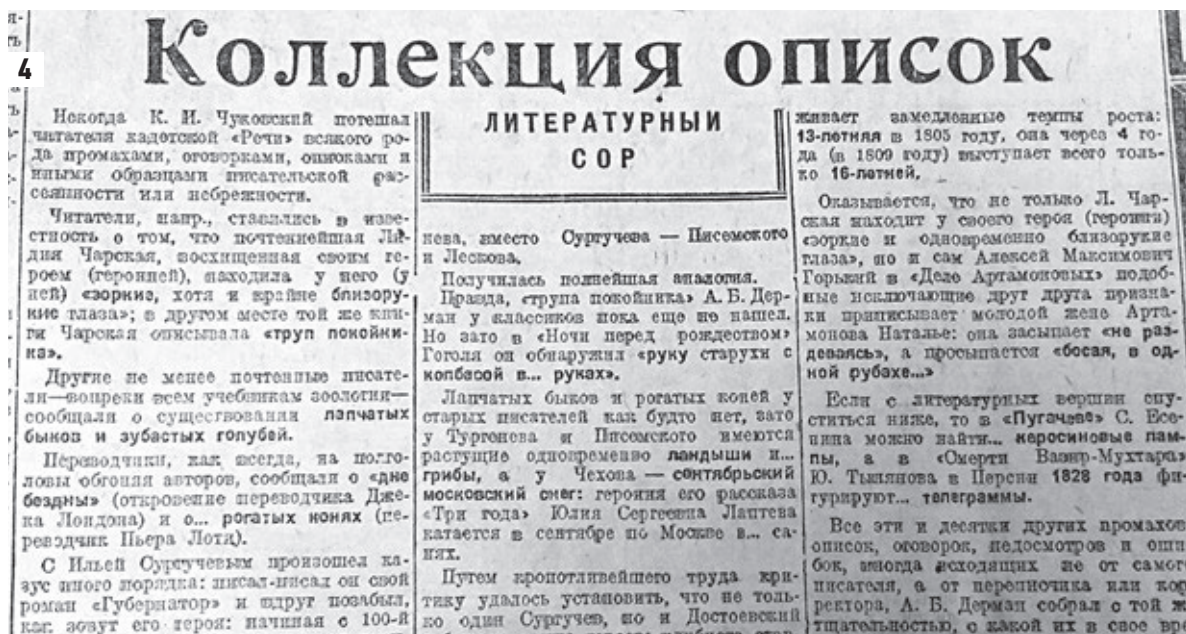 4
Коллекция описок
Некогда К. И. Чуковский потешал
читателя кадетской «Речи» всякого ро-
да промахами, оговорками, описками и
иными образцами писательской рас-
сеянности или небрежности.
Читатели, напр., ставились в изве-
стность о том, что почтеннейшая Ли-
дия Чарская, восхищенная своим ге-
роем (героиней), находила у него (у
ней) «зоркие, хотя и крайне близору-
кие глаза»; в другом месте той же кни-
ги Чарская описывала «труп покойни-
ка».
Другие не менее почтенные писате-
ли—вопреки всем учебникам зоологии—
сообщали о существовании лапчатых
быков и зубастых голубей.
Переводчики, как всегда, на полго-
ловы обгоняя авторов, сообщали о «дне
бездны» (откровение переводчика Дже-
ка Лондона) и о... рогатых конях (пе-
реводчик Пьера Лоти).
С Ильей Сургучевым произошел ка-
зус иного порядка: писал-писал он свой
роман «Губернатор» и вдруг позабыл,
как зовут его героя: начиная с 100-й
ЛИТЕРАТУРНЫЙ
СОР
нева, вместо Сургучева — Писемского
и Лескова.
Получилась полнейшая аналогия.
Правда, «трупа покойника» А. Б. Дер-
ман у классиков пока еще не нашел.
Но зато в «Ночи перед рождеством»
Гоголя он обнаружил «руку старухи с
колбасой в... руках».
Лапчатых быков и рогатых коней у
старых писателей как будто нет, зато
у Тургенева и Писемского имеются
растущие одновременно ландыши и...
грибы, а у Чехова — сентябрьский
московский снег: героиня его рассказа
«Три года» Юлия Сергеевна Лаптева
катается в сентябре по Москве в... са-
нях.
Путем кропотливейшего труда кри-
тику удалось установить, что не толь-
ко один Сургучев, но и Достоевский
живает замедленные темпы роста:
13-летняя в 1805 году, она через 4 го-
да (в 1809 году) выступает всего толь-
ко 16-летней.
Оказывается, что не только Л. Чар-
ская находит у своего героя (героини)
«зоркие и одновременно близорукие
глаза», но и сам Алексей Максимович
Горький в «Деле Артамоновых» подоб-
ные исключающие друг друга призна-
ки приписывает молодой жене Арта-
монова Наталье: она засыпает «не раз-
деваясь», а просыпается «босая, в од-
ной рубахе...»
Если с литературных вершин опу-
ститься ниже, то в «Пугачеве» С. Есе-
нина можно найти... керосиновые лам-
пы, а в «Смерти Вазир-Мухтара»
Ю. Тынянова в Персии 1828 года фи-
гурируют... телеграммы.
Все эти и десятки других промахов,
описок, оговорок, недосмотров и оши-
бок, иногда исходящих не от самого
писателя, а от переписчика или кор-
ректора, А. Б. Дерман собрал с той ж
тщательностью, с какой их в свое вре